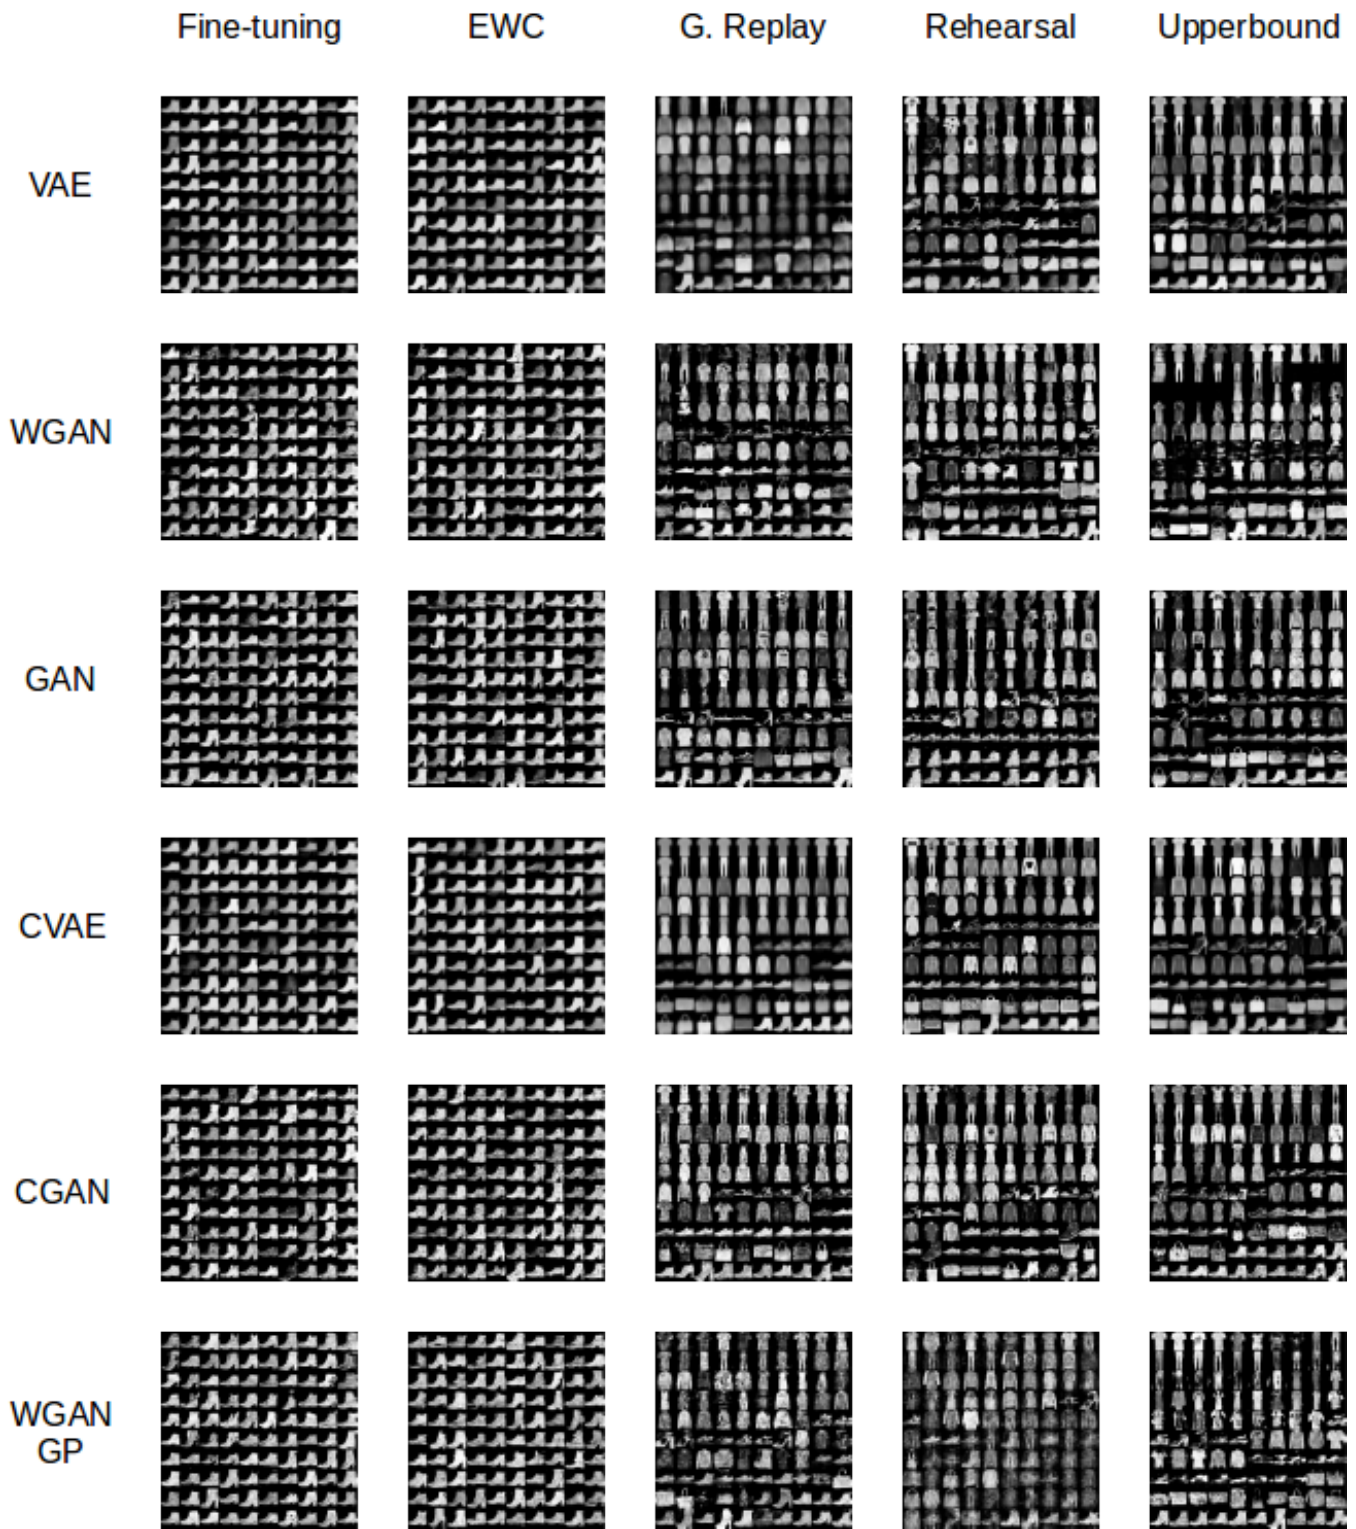 Fine-tuning EWC G. Replay Rehearsal Upperbound
VAE
WGAN
GAN
CVAE
CGAN
WGAN
GP